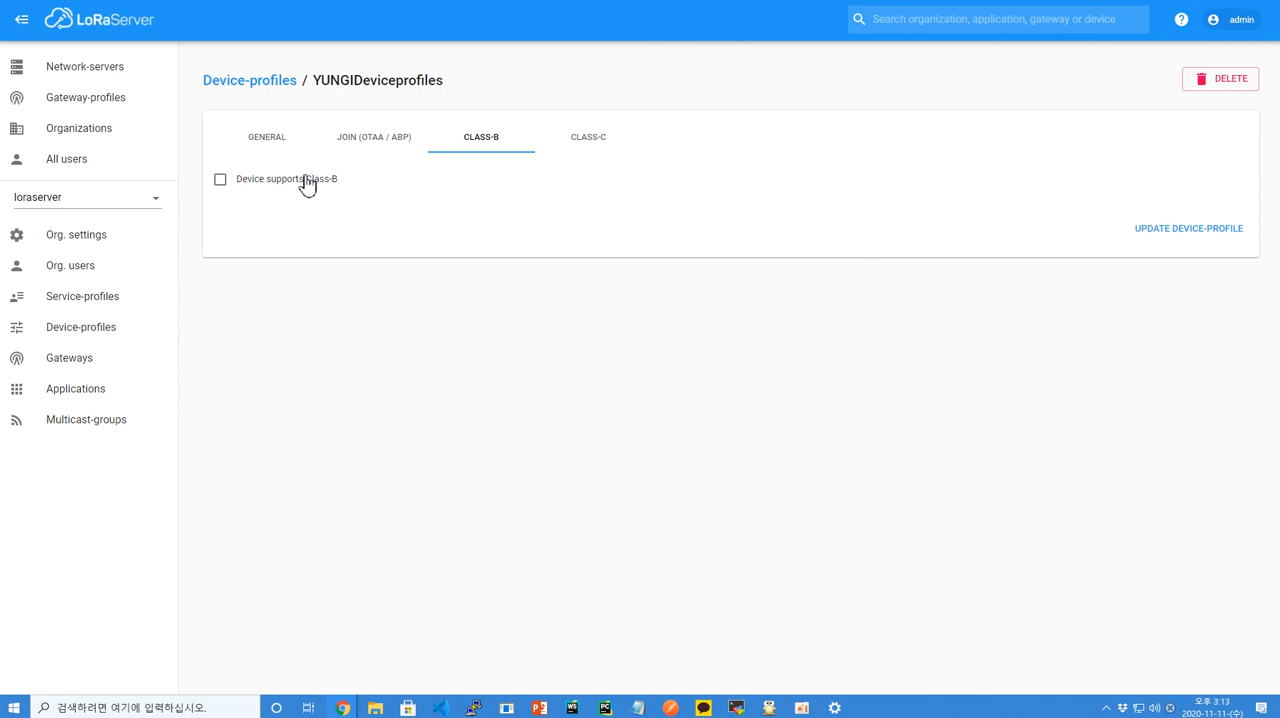 LoRaServer
Search organization, application, gateway or device
admin
Network-servers
Gateway-profiles
Organizations
All users
loraserver
Org. settings
Org. users
Service-profiles
Device-profiles
Gateways
Applications
Multicast-groups
Device-profiles / YUNGIDeviceprofiles
DELETE
GENERAL
JOIN (OTAA / ABP)
CLASS-B
CLASS-C
Device supports Class-B
UPDATE DEVICE-PROFILE
검색하려면 여기에 입력하십시오.
오후 3:13
2020-11-11-(수)